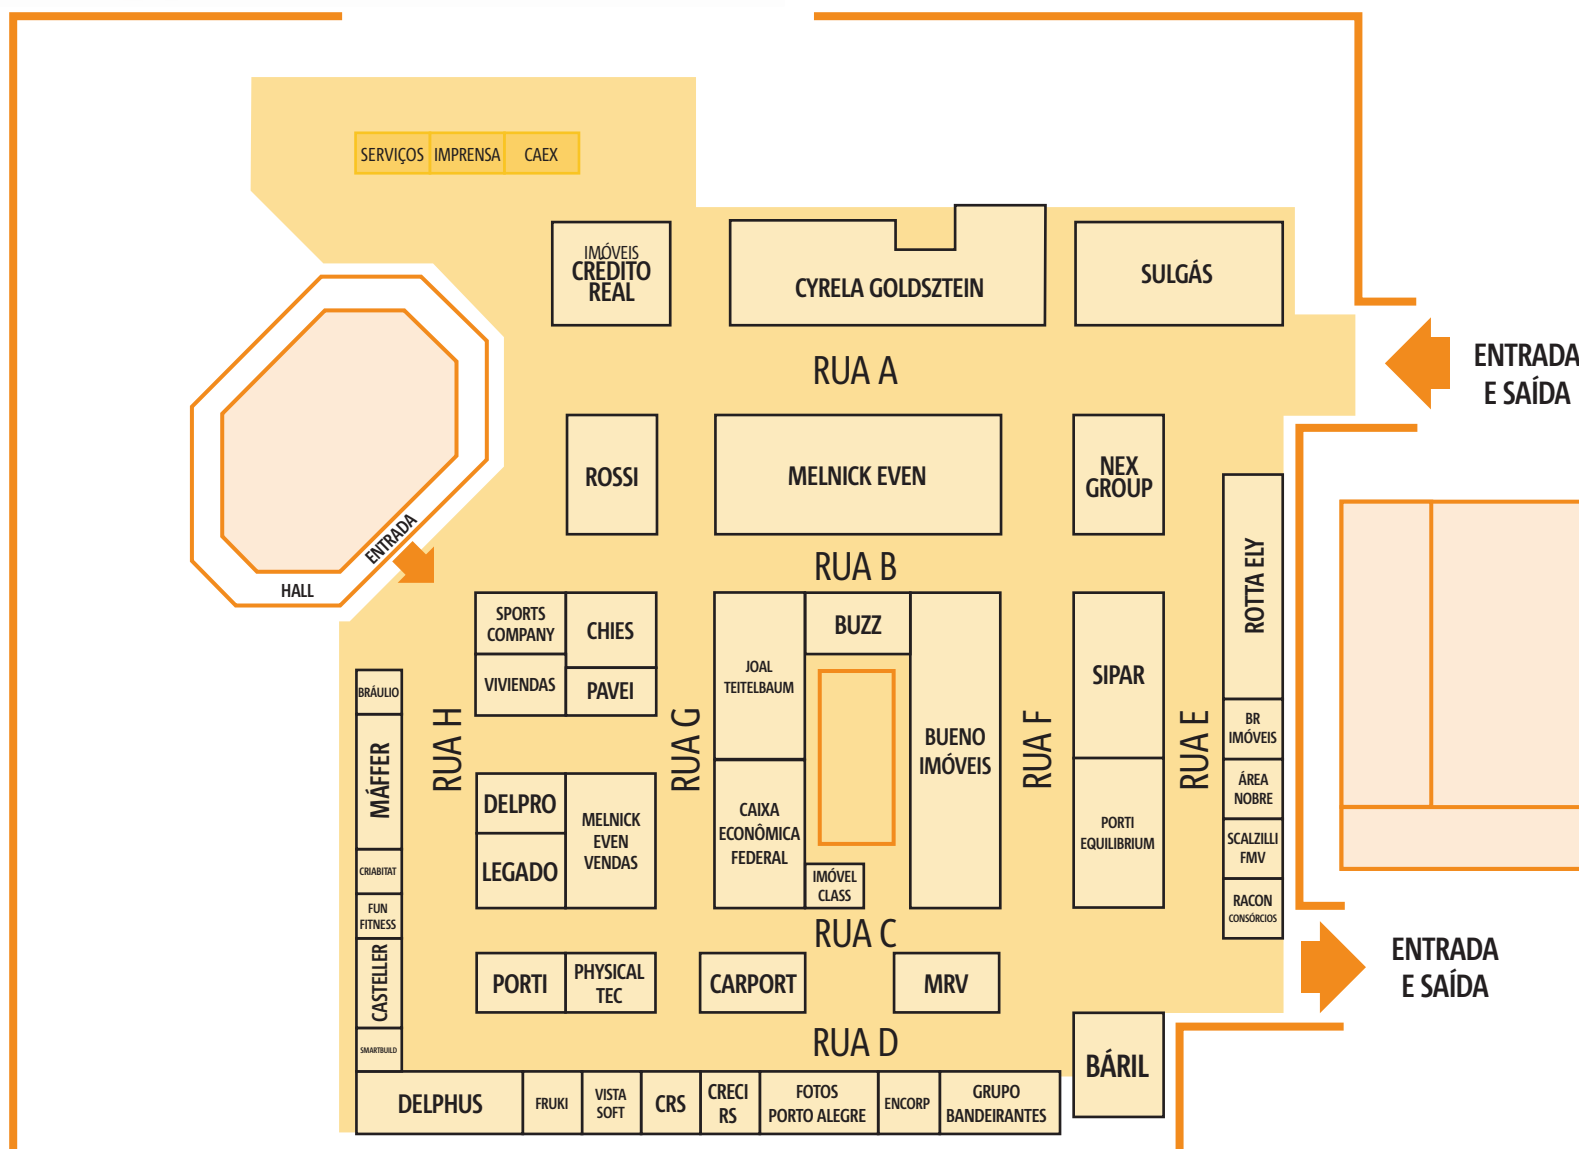 SERVIÇOS
IMPRENSA
CAEX
IMÓVEIS
CRÉDITO
REAL
CYRELA GOLDSZTEIN
SULGÁS
RUA A
ENTRADA
E SAÍDA
ROSSI
MELNICK EVEN
NEX
GROUP
ENTRADA
HALL
RUA B
ROTTA ELY
SPORTS
COMPANY
CHIES
VIVIENDAS
PAVEI
JOAL
TEITELBAUM
BUZZ
BUENO
IMÓVEIS
SIPAR
BRÁULIO
MÁFFER
RUA H
RUA G
RUA F
RUA E
BR
IMÓVEIS
DELPRO
LEGADO
MELNICK
EVEN
VENDAS
CAIXA
ECONÔMICA
FEDERAL
IMÓVEL
CLASS
PORTI
EQUILIBRIUM
ÁREA
NOBRE
SCALZILLI
FMV
RACON
CONSÓRCIOS
CRIABITAT
FUN
FITNESS
CASTELLER
SMARTBUILD
RUA C
PORTI
PHYSICAL
TEC
CARPORT
MRV
ENTRADA
E SAÍDA
RUA D
BÁRIL
DELPHUS
FRUKI
VISTA
SOFT
CRS
CRECI
RS
FOTOS
PORTO ALEGRE
ENCORP
GRUPO
BANDEIRANTES